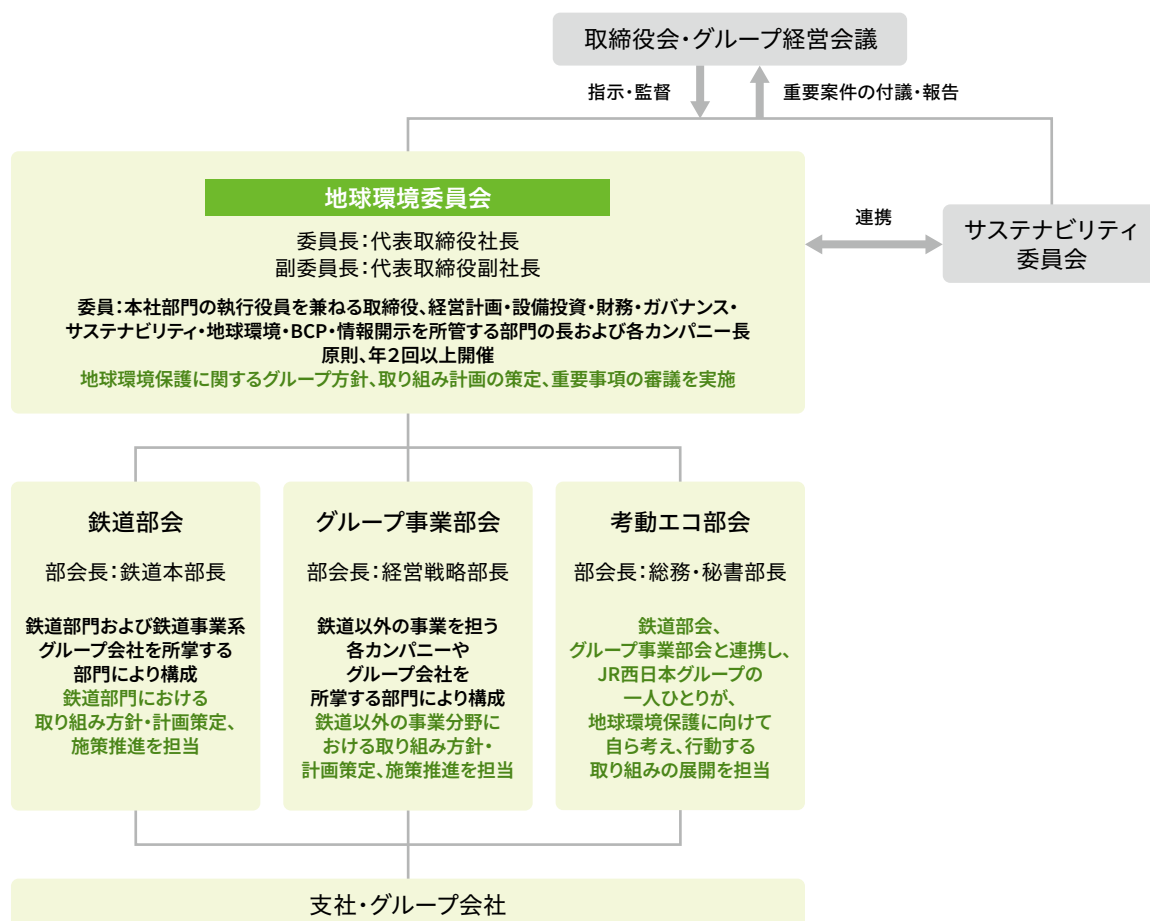 取締役会・グループ経営会議
指示・監督
重要案件の付議・報告
地球環境委員会
委員長：代表取締役社長
副委員長：代表取締役副社長
委員：本社部門の執行役員を兼ねる取締役、経営計画・設備投資・財務・ガバナンス・
サステナビリティ・地球環境・BCP・情報開示を所管する部門の長および各カンパニー長
原則、年2回以上開催
地球環境保護に関するグループ方針、取り組み計画の策定、重要事項の審議を実施
連携
サステナビリティ
委員会
鉄道部会
部会長：鉄道本部長
鉄道部門および鉄道事業系
グループ会社を所掌する
部門により構成
鉄道部門における
取り組み方針・計画策定、
施策推進を担当
グループ事業部会
部会長：経営戦略部長
鉄道以外の事業を担う
各カンパニーや
グループ会社を
所掌する部門により構成
鉄道以外の事業分野に
おける取り組み方針・
計画策定、施策推進を担当
考動エコ部会
部会長：総務・秘書部長
鉄道部会、
グループ事業部会と連携し、
JR西日本グループの
一人ひとりが、
地球環境保護に向けて
自ら考え、行動する
取り組みの展開を担当
支社・グループ会社